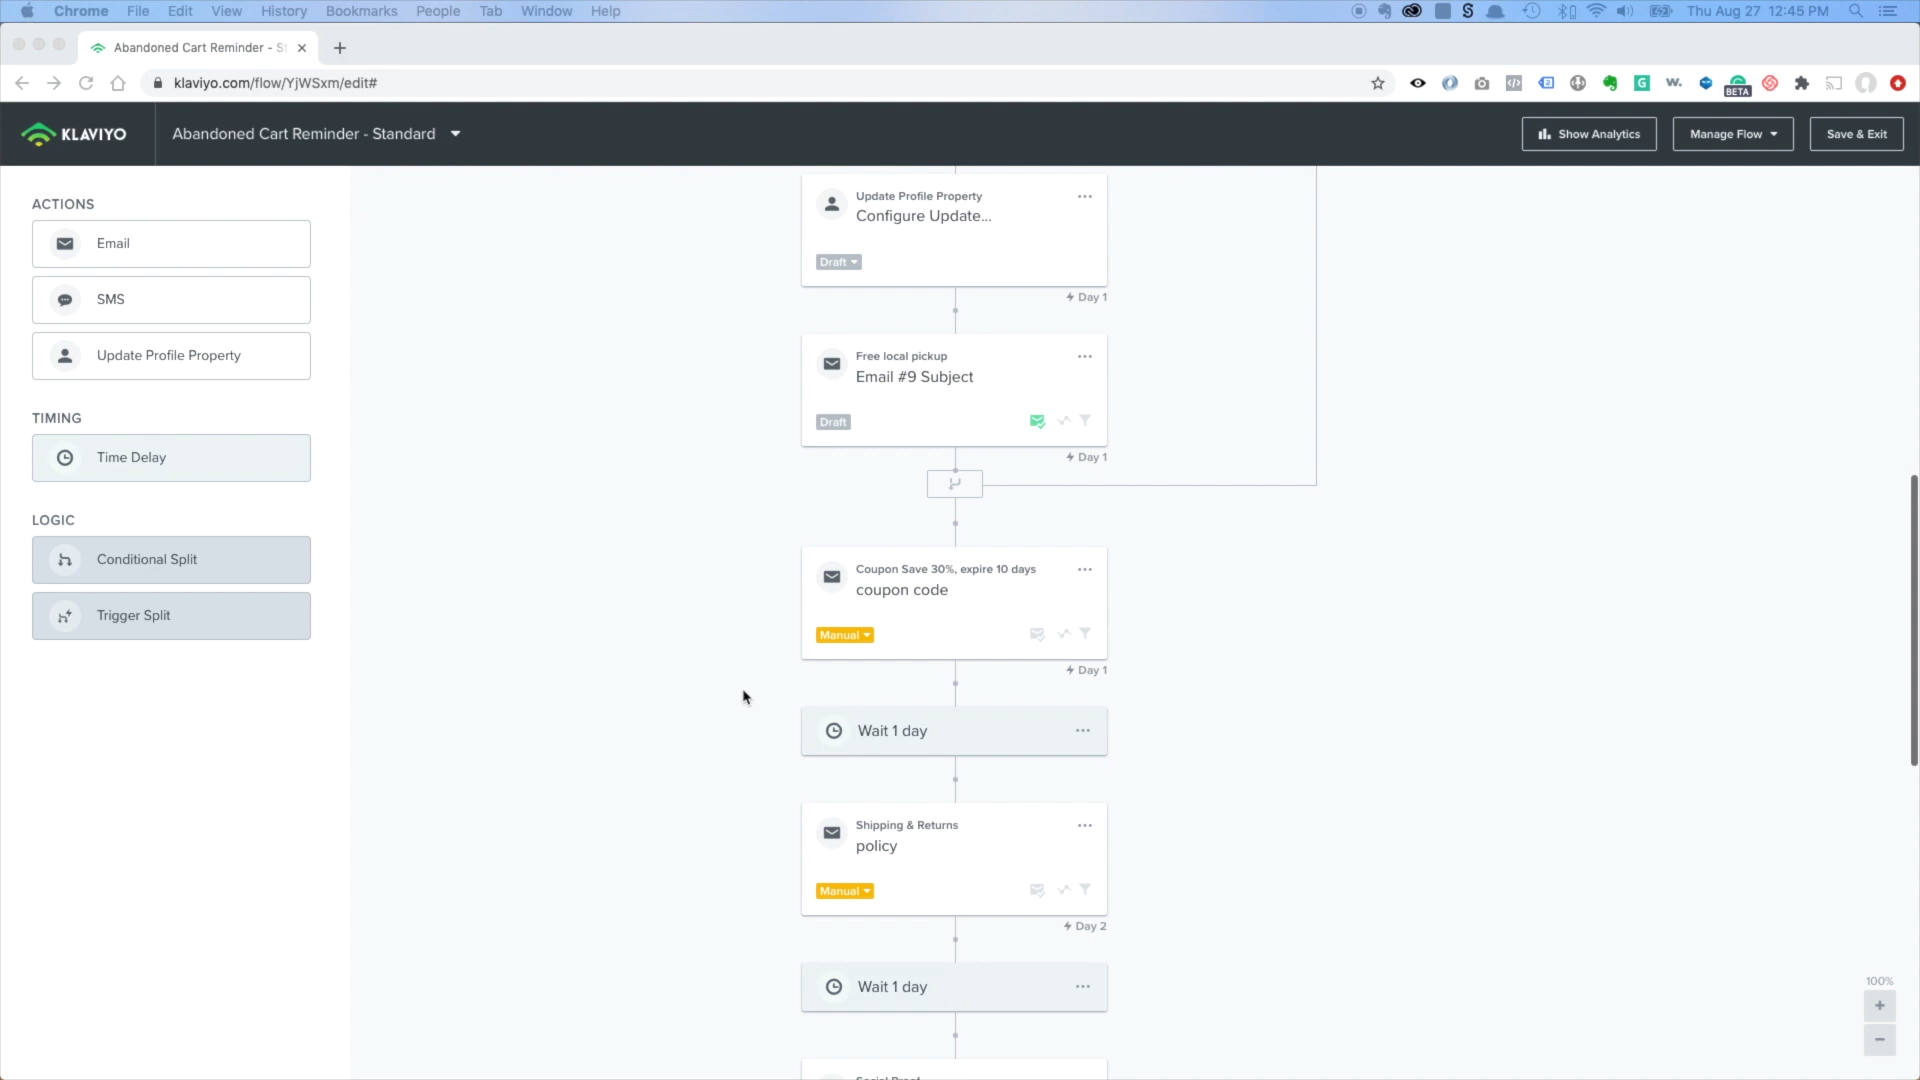 Chrome File Edit View History Bookmarks People Tab Window Help
Thu Aug 27 12:45 PM
Abandoned Cart Reminder - St
klaviyo.com/flow/YjWSxm/edit#
BETA
KLAVIYO
Abandoned Cart Reminder - Standard
Show Analytics
Manage Flow
Save & Exit
ACTIONS
Email
SMS
Update Profile Property
TIMING
Time Delay
LOGIC
Conditional Split
Trigger Split
Update Profile Property
Configure Update...
Draft
Day 1
Free local pickup
Email #9 Subject
Draft
Day 1
Coupon Save 30%, expire 10 days
coupon code
Manual
Day 1
Wait 1 day
Shipping & Returns
policy
Manual
Day 2
Wait 1 day
Social Proof
100%